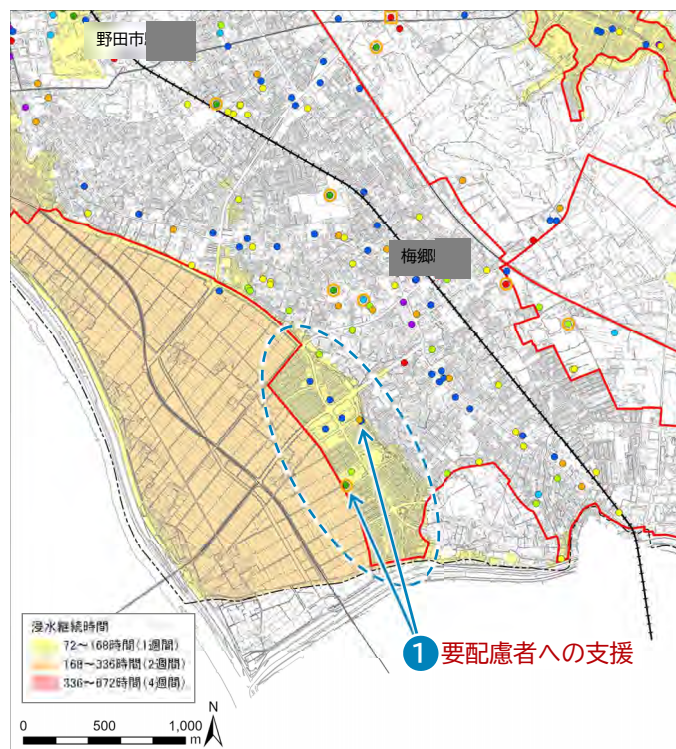 野田市
梅郷
浸水継続時間
72～168時間(1週間)
168～336時間(2週間)
336～672時間(4週間)
1 要配慮者への支援
0 500 1,000
m
N